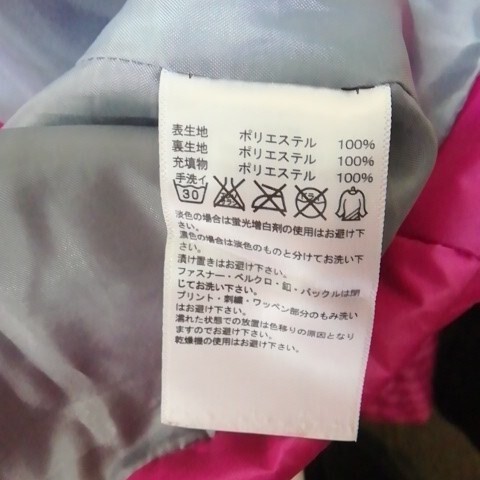 表生地 ポリエステル 100%
裏生地 ポリエステル 100%
充填物 ポリエステル 100%
手洗イ
30
淡色の場合は蛍光増白剤の使用はお避け下
さい。
濃色の場合は淡色のものと分けてお洗い下
さい。
漬け置きはお避け下さい。
ファスナー・ベルクロ・釦・バックルは閉
じてお洗い下さい。
プリント・刺繍・ワッペン部分のもみ洗い
はお避け下さい。
濡れた状態での放置は色移りの原因となり
ますのでお避け下さい。
乾燥機の使用はお避け下さい。